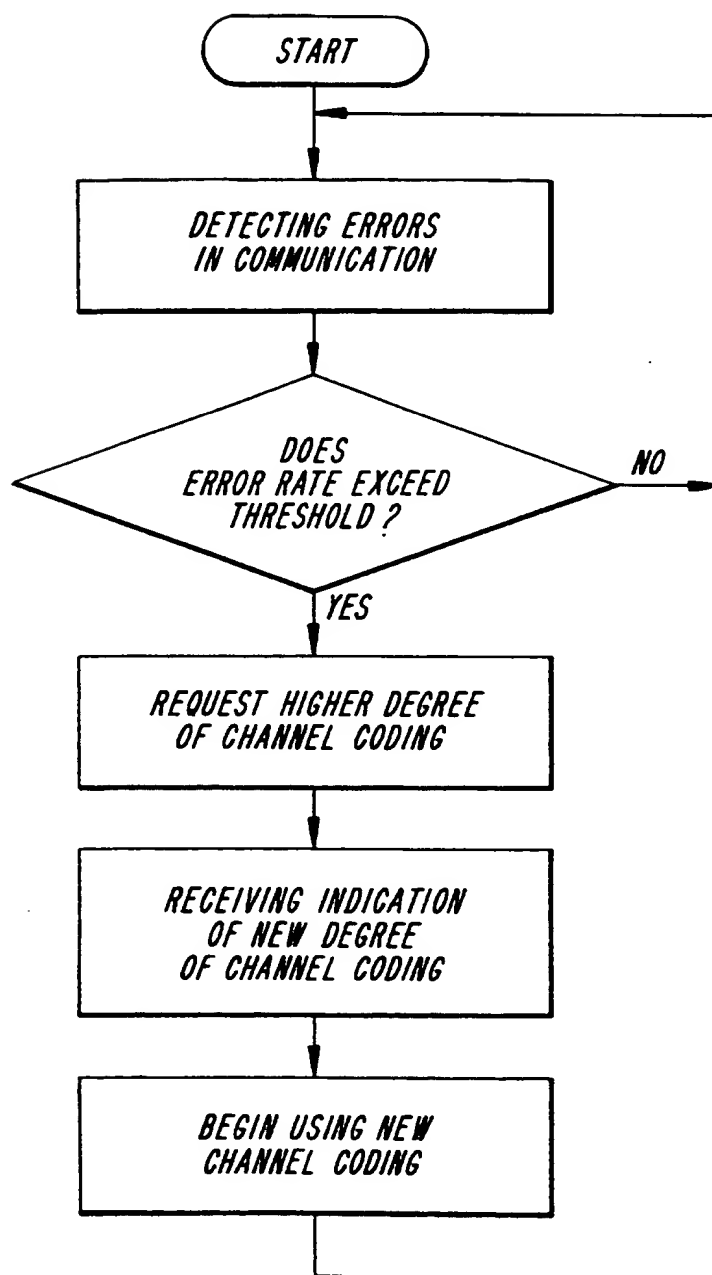 START
DETECTING ERRORS
IN COMMUNICATION
DOES
ERROR RATE EXCEED
THRESHOLD?
NO
YES
REQUEST HIGHER DEGREE
OF CHANNEL CODING
RECEIVING INDICATION
OF NEW DEGREE
OF CHANNEL CODING
BEGIN USING NEW
CHANNEL CODING